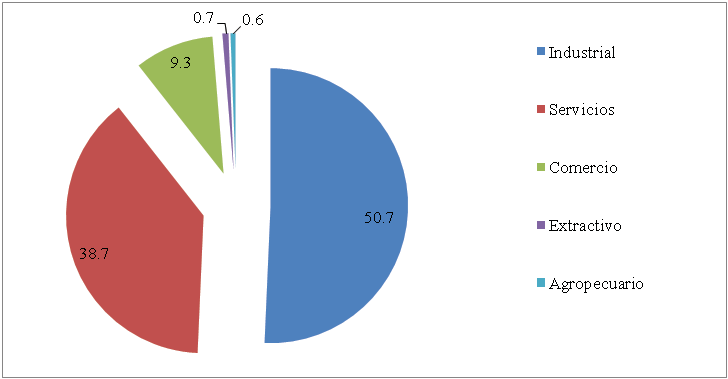 0.7
0.6
9.3
50.7
38.7
Industrial
Servicios
Comercio
Extractivo
Agropecuario